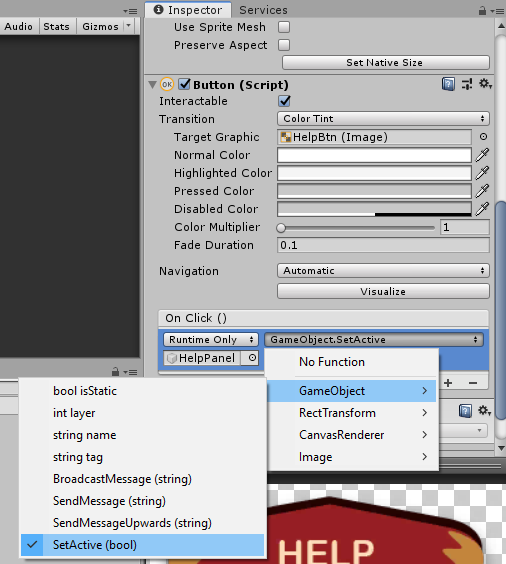 Inspector Services
Audio Stats Gizmos
Use Sprite Mesh
Preserve Aspect
Set Native Size
Button (Script)
Interactable
Transition Color Tint
Target Graphic HelpBtn (Image)
Normal Color
Highlighted Color
Pressed Color
Disabled Color
Color Multiplier 1
Fade Duration 0.1
Navigation Automatic
Visualize
On Click ()
Runtime Only GameObject.SetActive
HelpPanel
No Function
GameObject
RectTransform
CanvasRenderer
Image
bool isStatic
int layer
string name
string tag
BroadcastMessage (string)
SendMessage (string)
SendMessageUpwards (string)
SetActive (bool)
HELP